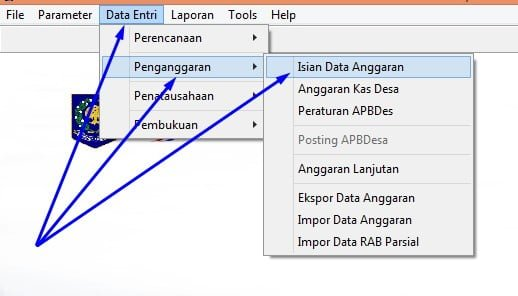 File Parameter Data Entri Laporan Tools Help
Perencanaan
Penganggaran
Penatausahaan
Pembukuan
Isian Data Anggaran
Anggaran Kas Desa
Peraturan APBDes
Posting APBDesa
Anggaran Lanjutan
Ekspor Data Anggaran
Impor Data Anggaran
Impor Data RAB Parsial